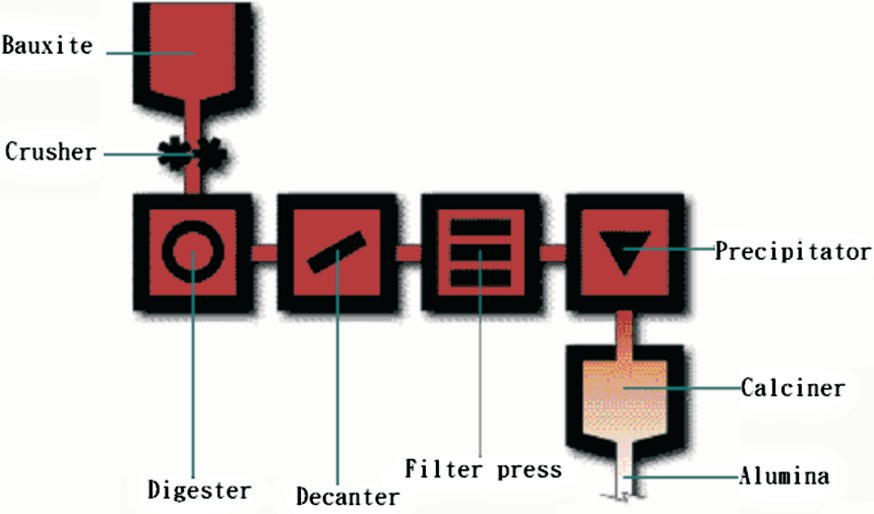 Bauxite
Crusher
Precipitator
Calciner
Filter press
Alumina
Digester
Decanter